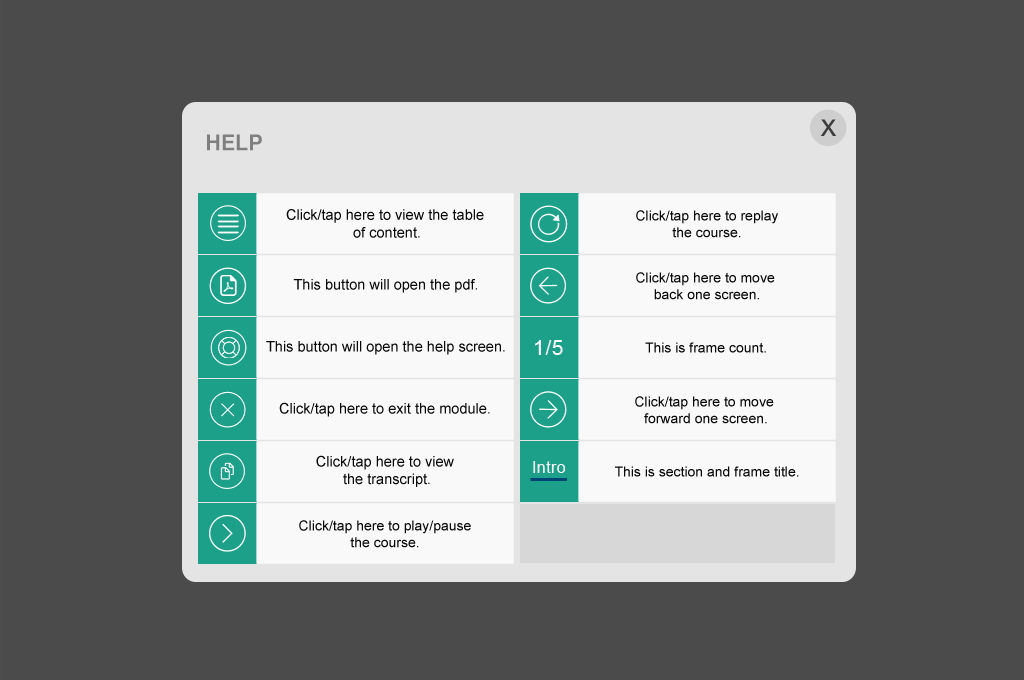 HELP
X
Click/tap here to view the table
of content.
This button will open the pdf.
This button will open the help screen.
Click/tap here to exit the module.
Click/tap here to view
the transcript.
Click/tap here to play/pause
the course.
Click/tap here to replay
the course.
Click/tap here to move
back one screen.
1/5
This is frame count.
Click/tap here to move
forward one screen.
Intro
This is section and frame title.